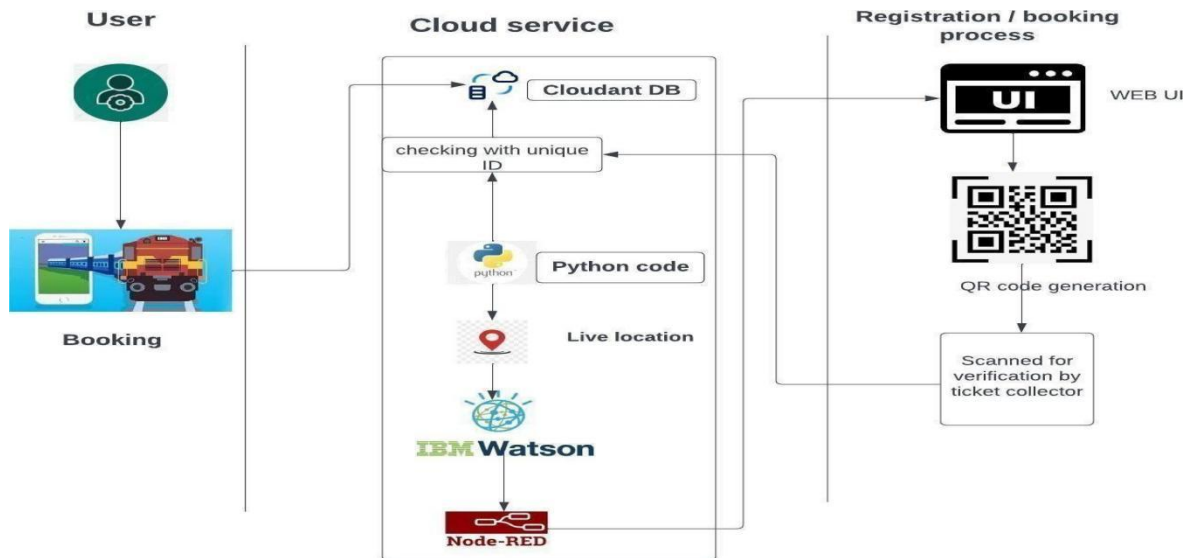 User
Booking
Cloud service
Cloudant DB
checking with unique
ID
python
Python code
Live location
IBM Watson
Node-RED
Registration / booking
process
UI
WEB UI
QR code generation
Scanned for
verification by
ticket collector